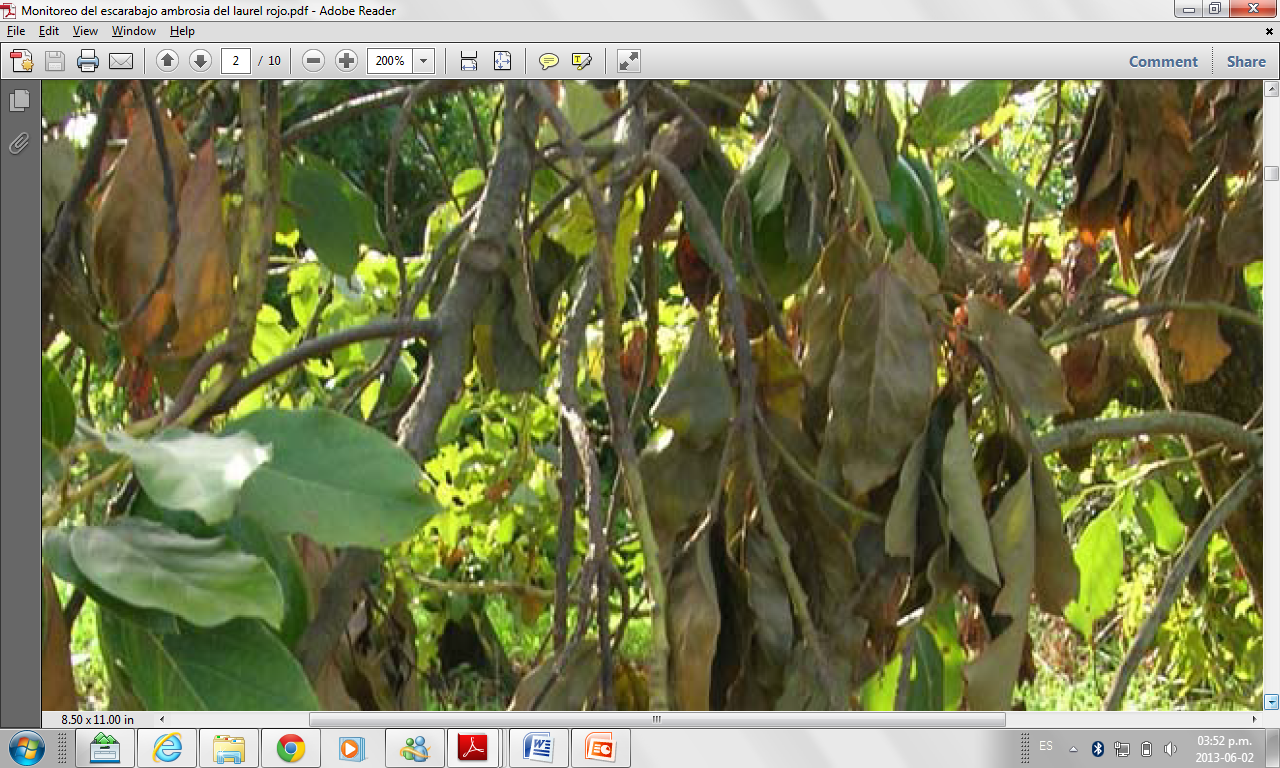 Monitoreo del escarabajo ambrosia del laurel rojo.pdf - Adobe Reader
File Edit View Window Help
2 / 10 200% Comment Share
8.50 x 11.00 in
ES 03:52 p.m.
2013-06-02